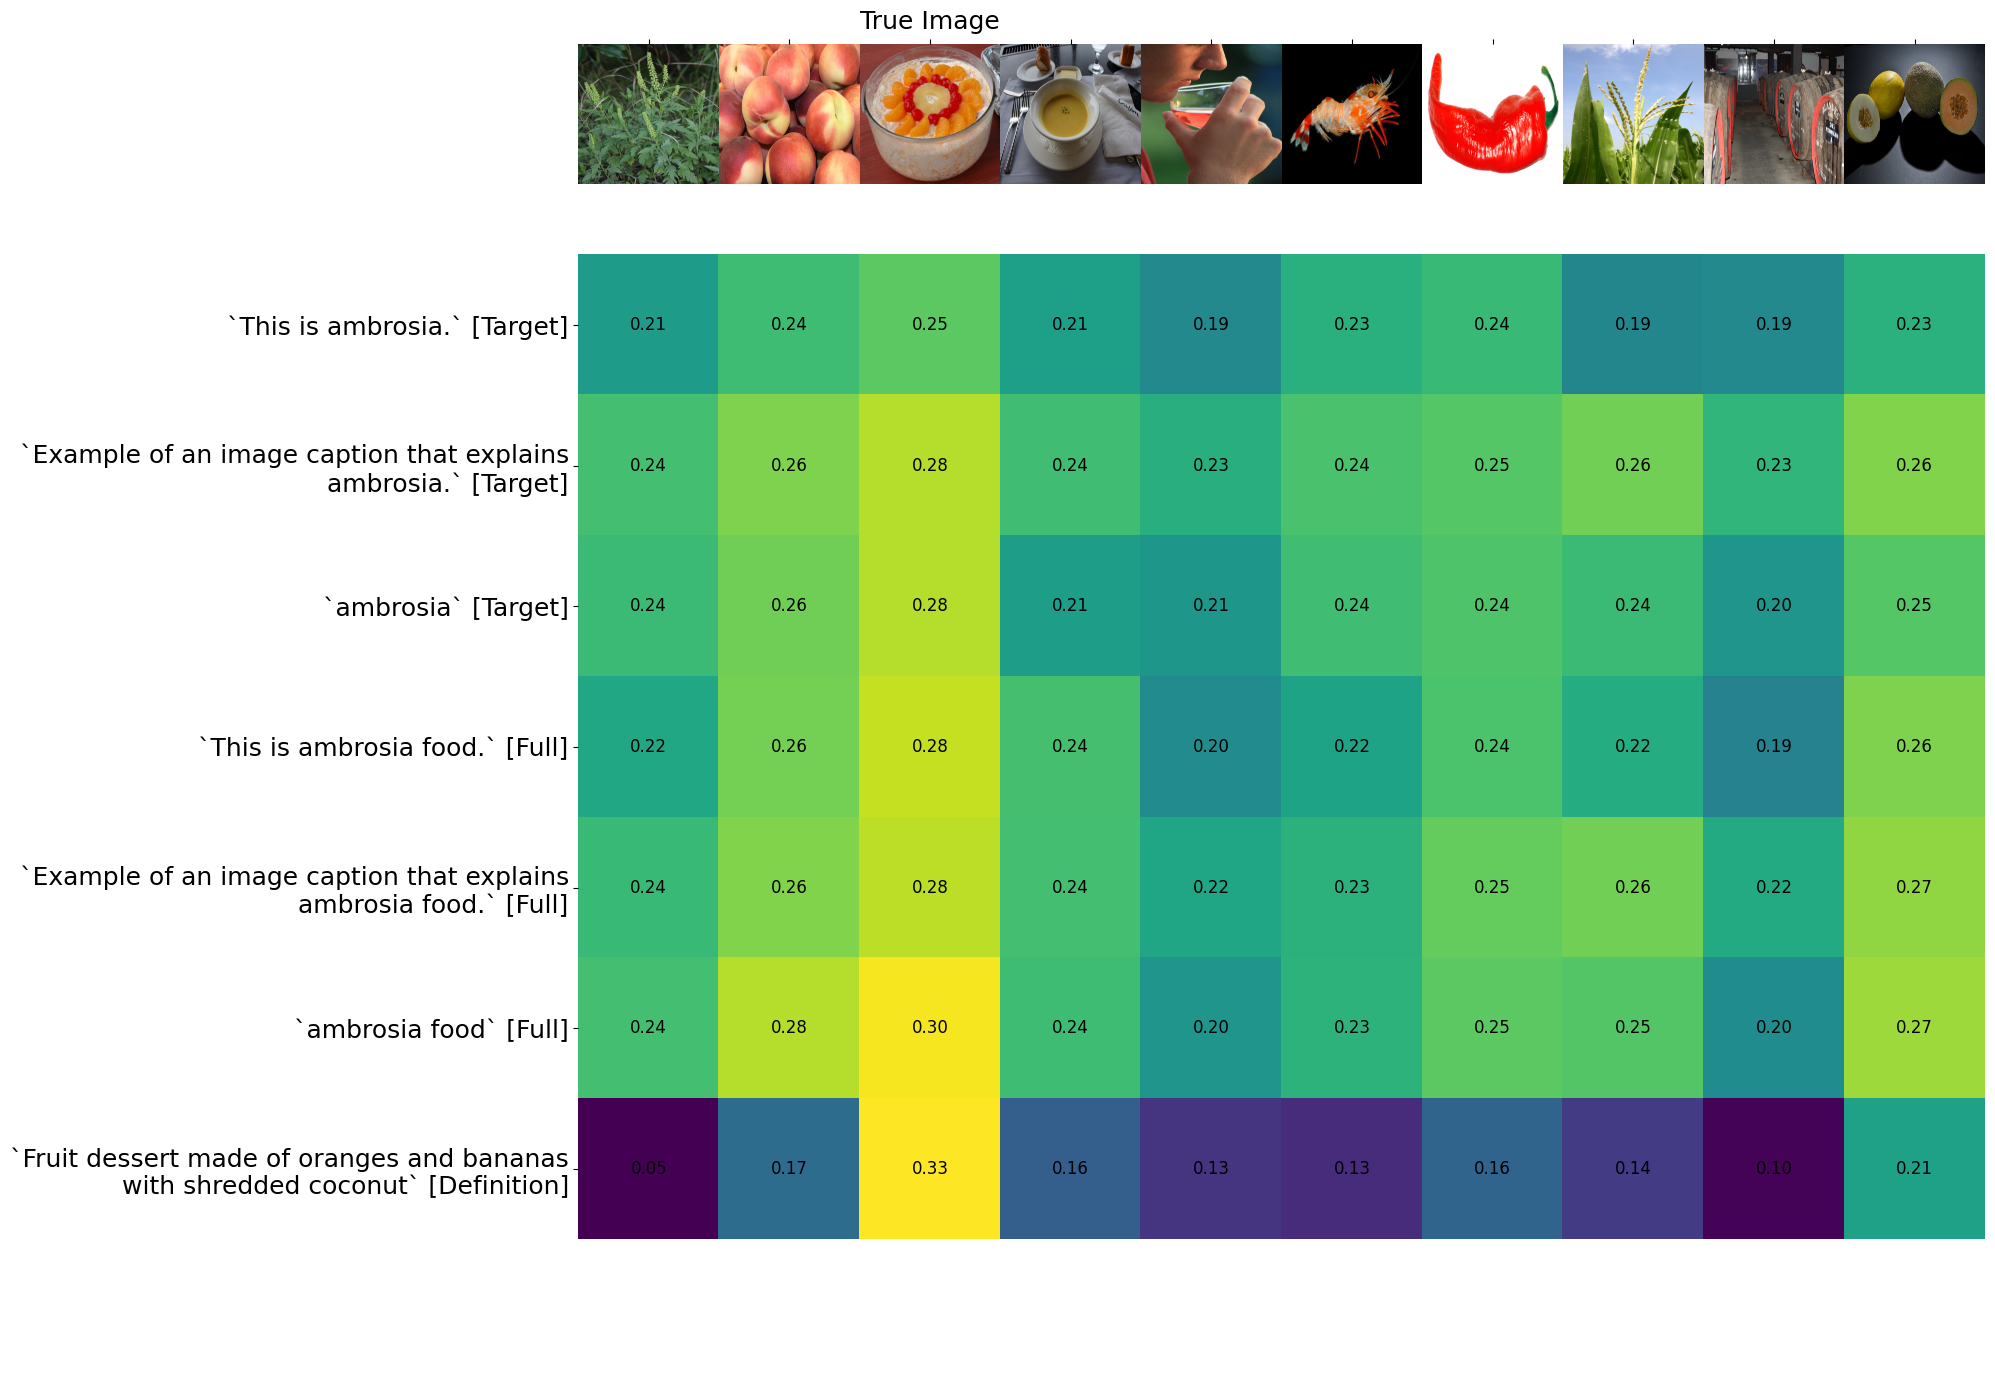 True Image
`This is ambrosia.` [Target]
0.21 0.24 0.25 0.21 0.19 0.23 0.24 0.19 0.19 0.23
`Example of an image caption that explains
ambrosia.` [Target]
0.24 0.26 0.28 0.24 0.23 0.24 0.25 0.26 0.23 0.26
`ambrosia` [Target]
0.24 0.26 0.28 0.21 0.21 0.24 0.24 0.24 0.20 0.25
`This is ambrosia food.` [Full]
0.22 0.26 0.28 0.24 0.20 0.22 0.24 0.22 0.19 0.26
`Example of an image caption that explains
ambrosia food.` [Full]
0.24 0.26 0.28 0.24 0.22 0.23 0.25 0.26 0.22 0.27
`ambrosia food` [Full]
0.24 0.28 0.30 0.24 0.20 0.23 0.25 0.25 0.20 0.27
`Fruit dessert made of oranges and bananas
with shredded coconut` [Definition]
0.05 0.17 0.33 0.16 0.13 0.13 0.16 0.14 0.10 0.21